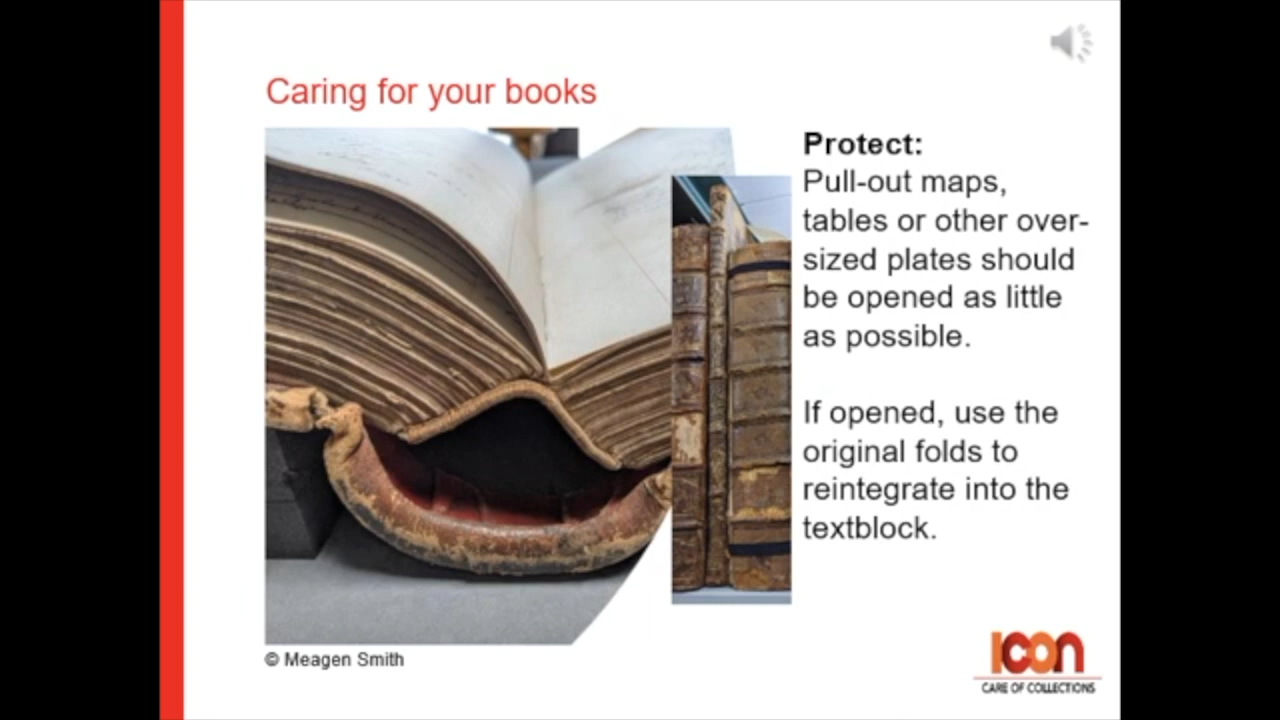 Caring for your books
Protect:
Pull-out maps,
tables or other over-
sized plates should
be opened as little
as possible.
If opened, use the
original folds to
reintegrate into the
textblock.
© Meagen Smith
icon
CARE OF COLLECTIONS